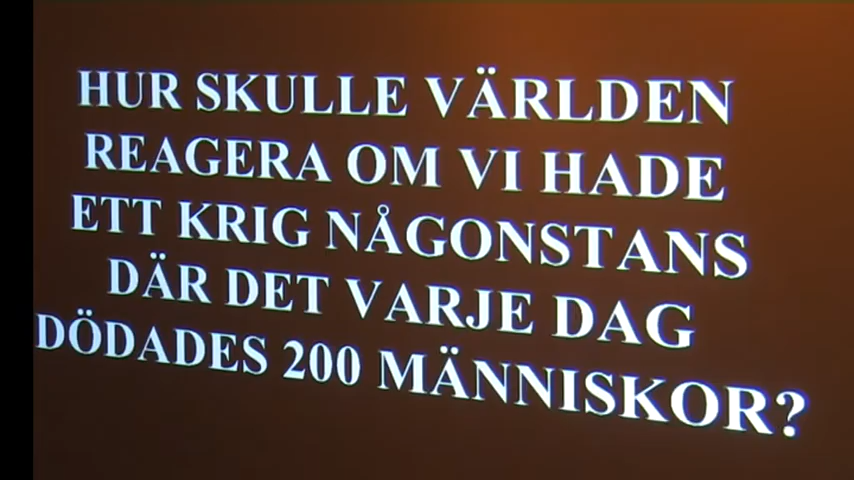 HUR SKULLE VÄRLDEN
REAGERA OM VI HADE
ETT KRIG NÅGONSTANS
DÄR DET VARJE DAG
DÖDADES 200 MÄNNISKOR?